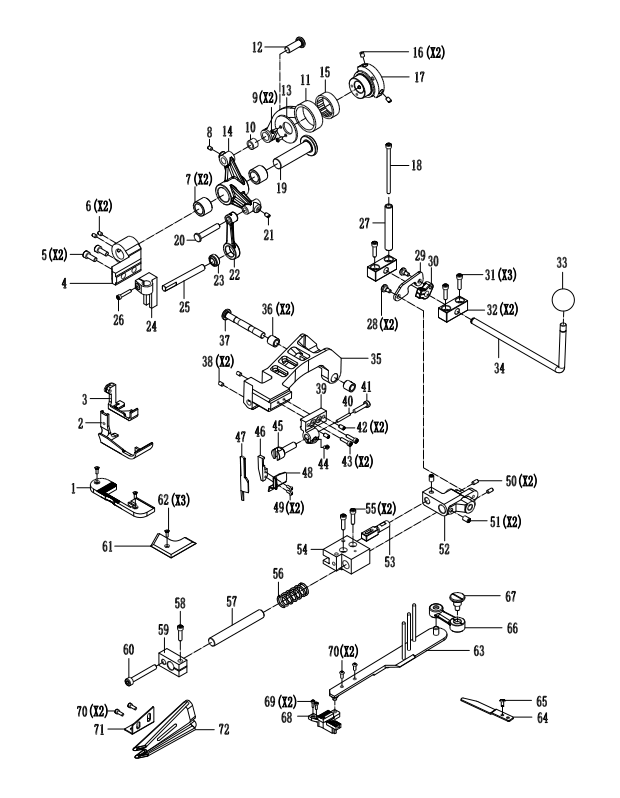 12
16 (X2)
17
15
11
13
9(X2)
10
14
8
18
7 (X2)
19
6 (X2)
27
21
20
5 (X2)
4
22
23
25
24
26
29
30
31 (X3)
33
28 (X2)
32 (X2)
34
36 (X2)
37
35
38 (X2)
39
41
40
3
2
45
46
47
42 (X2)
44
43 (X2)
48
1
49 (X2)
62 (X3)
50 (X2)
51 (X2)
52
55 (X2)
61
54
53
56
57
58
59
60
67
66
63
70 (X2)
69 (X2)
68
65
64
70 (X2)
71
72